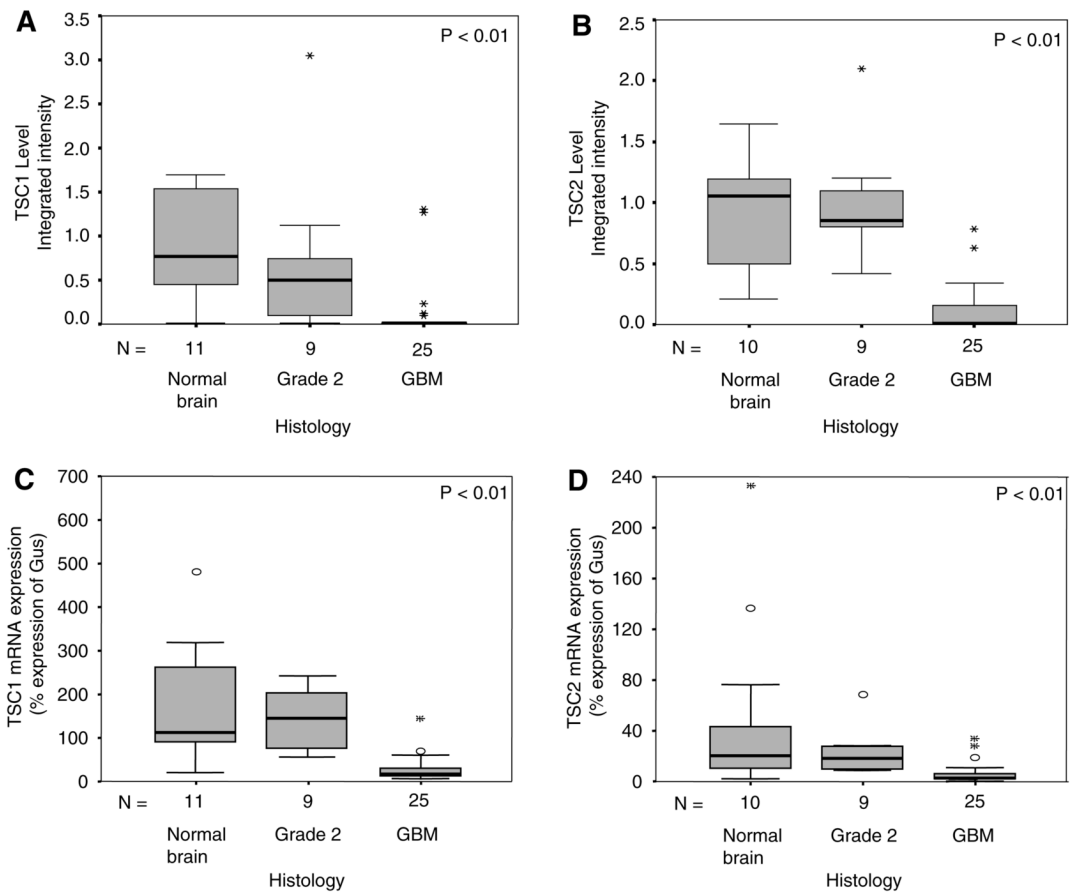 A
TSC1 Level
Integrated intensity
3.5
3.0
2.5
2.0
1.5
1.0
0.5
0.0
P < 0.01
N = 11 9 25
Normal brain
Grade 2
GBM
Histology
B
TSC2 Level
Integrated intensity
2.5
2.0
1.5
1.0
0.5
0.0
P < 0.01
N = 10 9 25
Normal brain
Grade 2
GBM
Histology
C
TSC1 mRNA expression
(% expression of Gus)
700
600
500
400
300
200
100
0
P < 0.01
N = 11 9 25
Normal brain
Grade 2
GBM
Histology
D
TSC2 mRNA expression
(% expression of Gus)
240
200
160
120
80
40
0
P < 0.01
N = 10 9 25
Normal brain
Grade 2
GBM
Histology